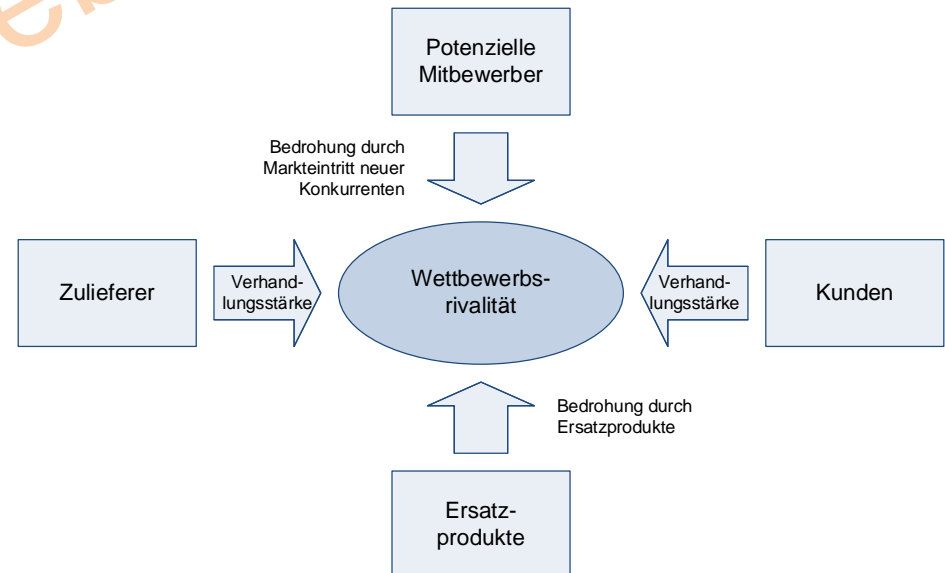 Potenzielle
Mitbewerber
Bedrohung durch
Markteintritt neuer
Konkurrenten
Zulieferer
Verhand-
lungsstärke
Wettbewerbs-
rivalität
Verhand-
lungsstärke
Kunden
Bedrohung durch
Ersatzprodukte
Ersatz-
produkte